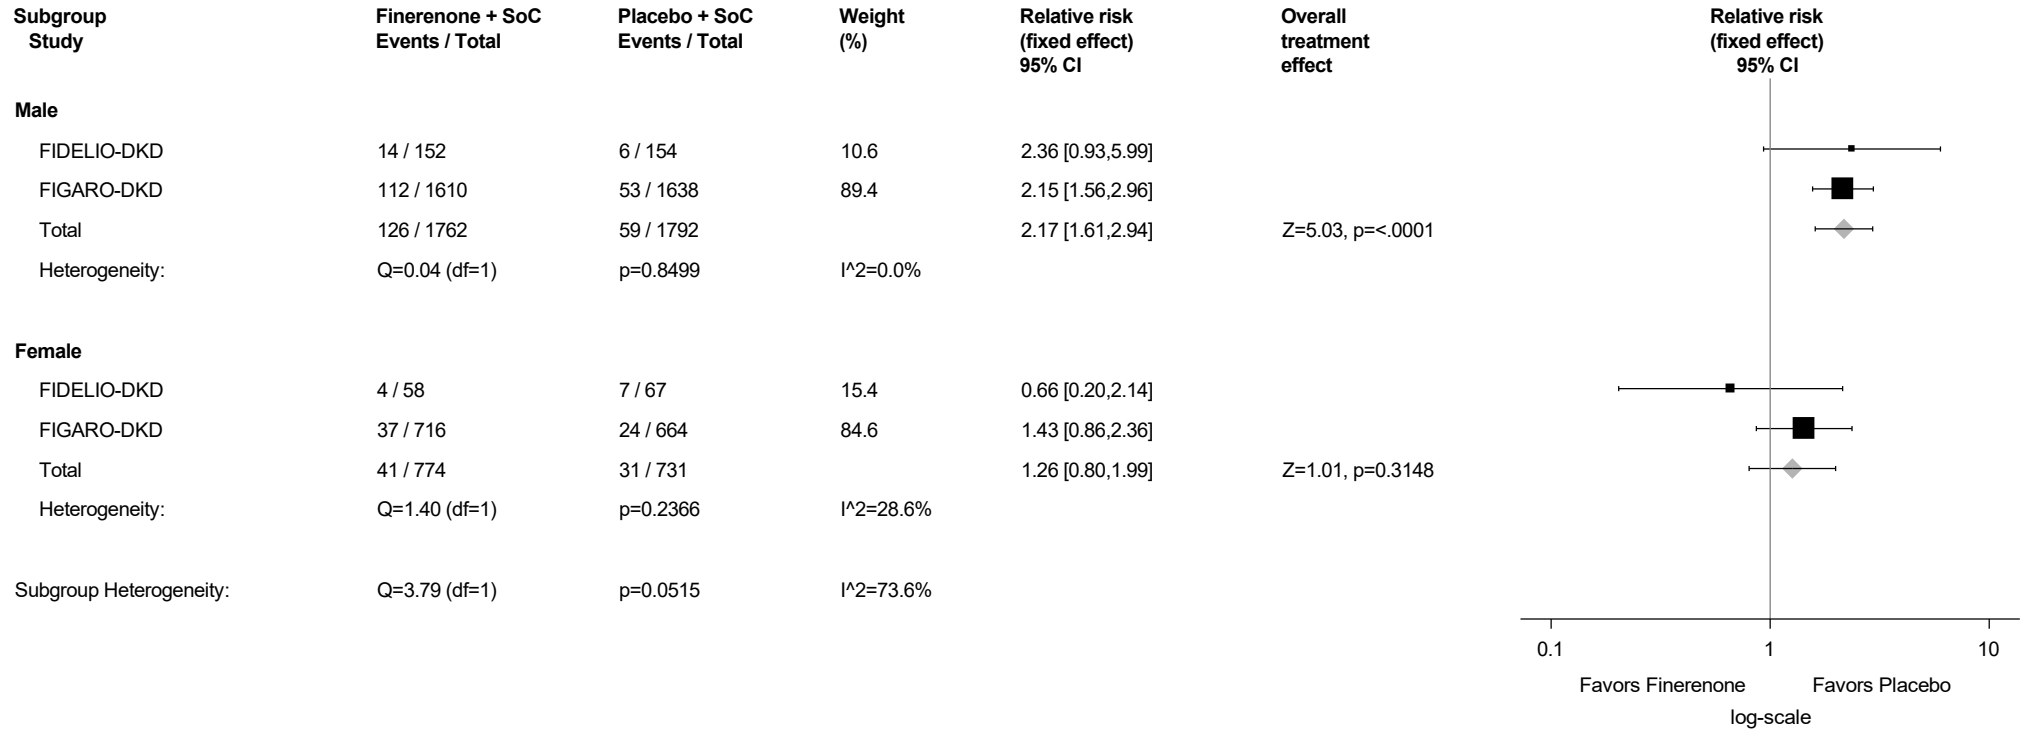 Subgroup Finerenone + SoC Placebo + SoC Weight Relative risk Overall Relative risk
Study Events / Total Events / Total (%) (fixed effect) treatment (fixed effect)
95% CI effect 95% CI
Male
FIDELIO-DKD 14 / 152 6 / 154 10.6 2.36 [0.93,5.99]
FIGARO-DKD 112 / 1610 53 / 1638 89.4 2.15 [1.56,2.96]
Total 126 / 1762 59 / 1792 2.17 [1.61,2.94] Z=5.03, p=<.0001
Heterogeneity: Q=0.04 (df=1) p=0.8499 I^2=0.0%
Female
FIDELIO-DKD 4 / 58 7 / 67 15.4 0.66 [0.20,2.14]
FIGARO-DKD 37 / 716 24 / 664 84.6 1.43 [0.86,2.36]
Total 41 / 774 31 / 731 1.26 [0.80,1.99] Z=1.01, p=0.3148
Heterogeneity: Q=1.40 (df=1) p=0.2366 I^2=28.6%
Subgroup Heterogeneity: Q=3.79 (df=1) p=0.0515 I^2=73.6%
0.1 1 10
Favors Finerenone Favors Placebo
log-scale